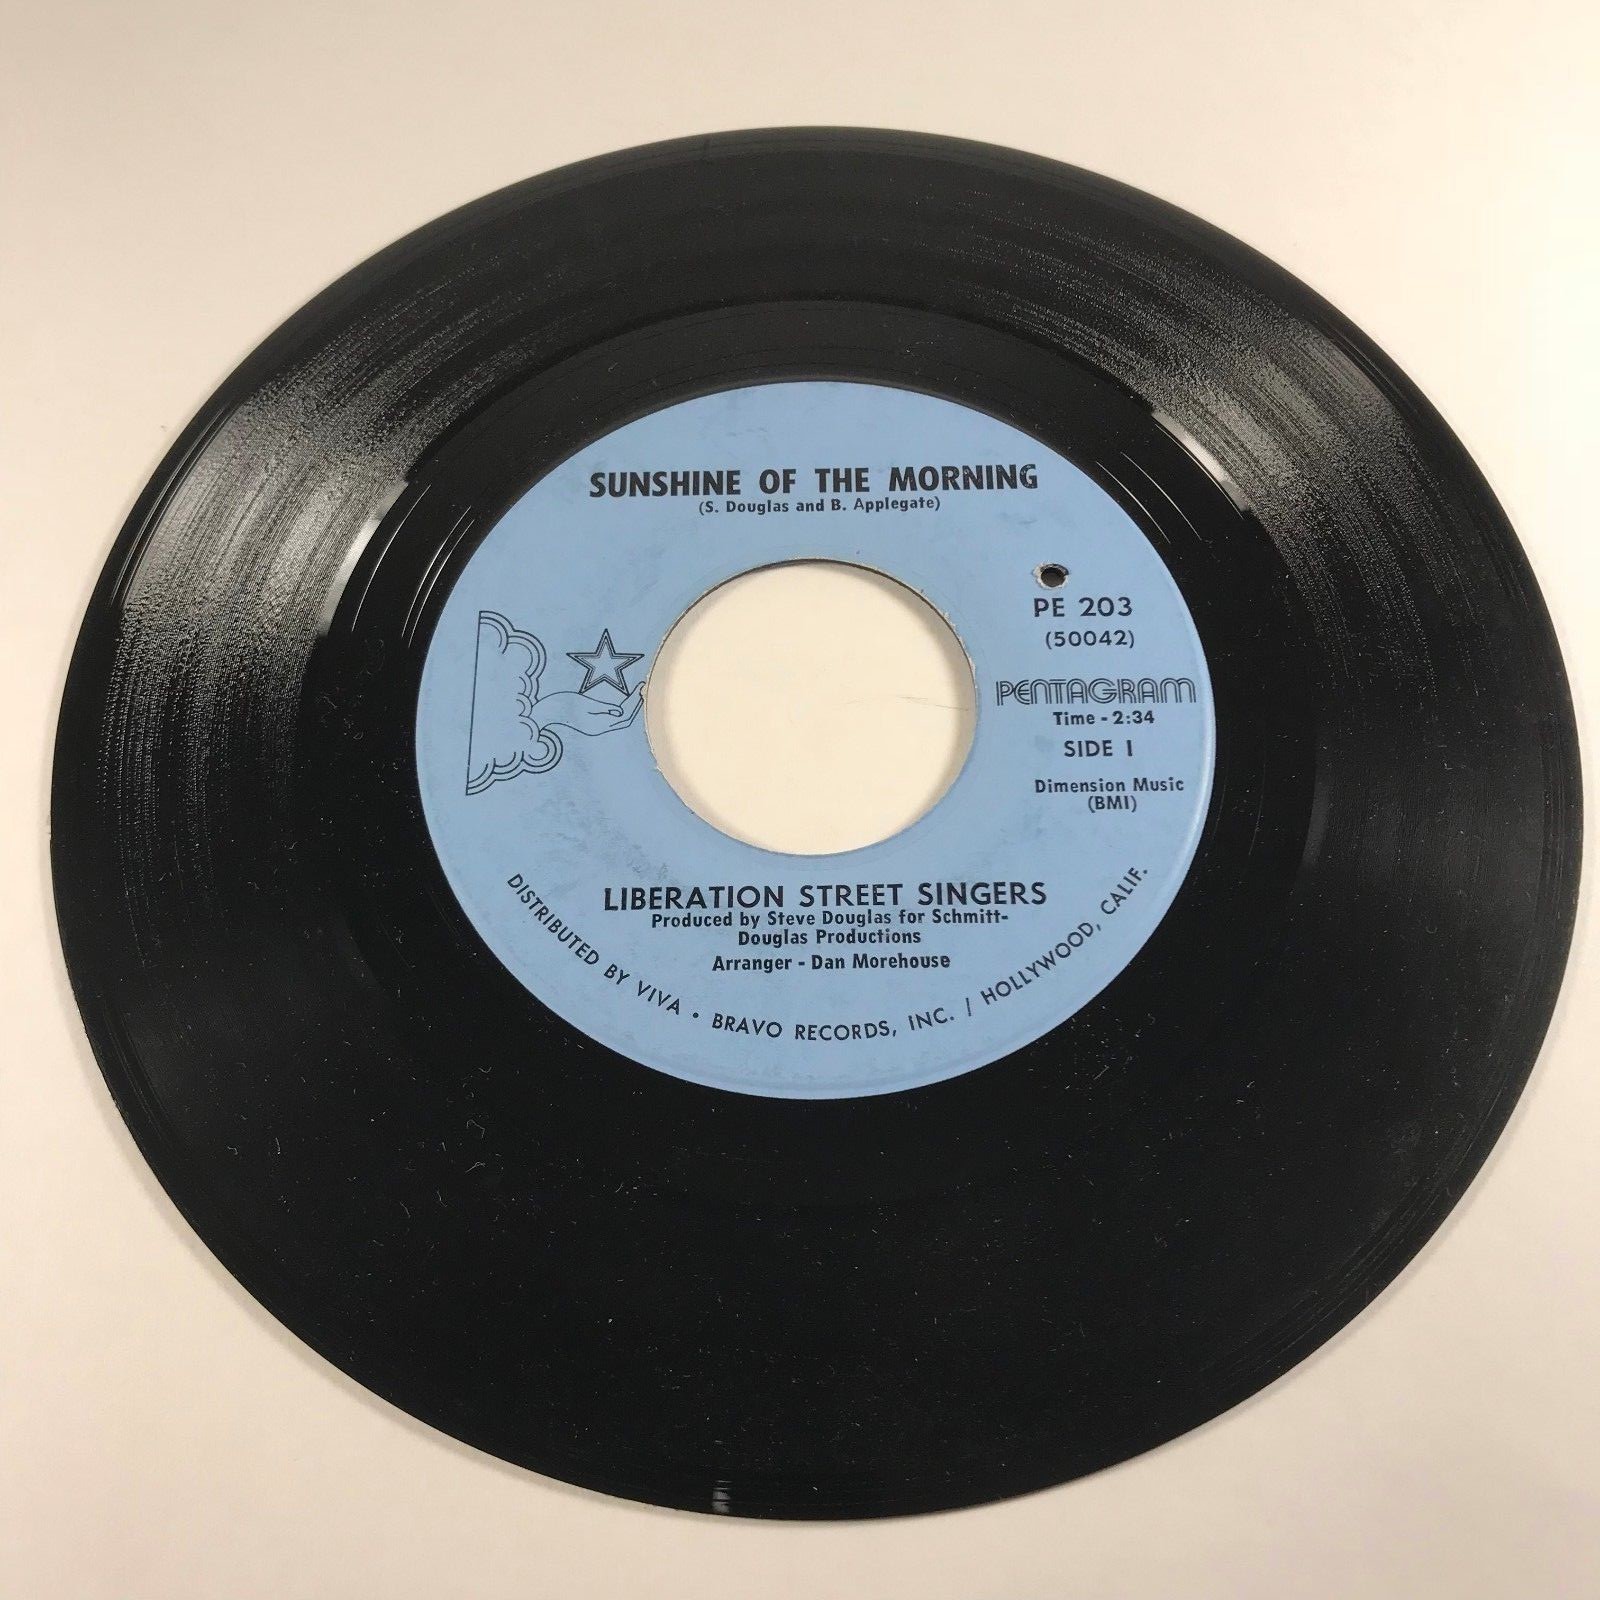 SUNSHINE OF THE MORNING
(S. Douglas and B. Applegate)
PE 203
(50042)
PENTAGRAM
Time - 2:34
SIDE 1
Dimension Music
(BMI)
LIBERATION STREET SINGERS
Produced by Steve Douglas for Schmitt-
Douglas Productions
Arranger - Dan Morehouse
DISTRIBUTED BY VIVA • BRAVO RECORDS, INC. / HOLLYWOOD, CALIF.